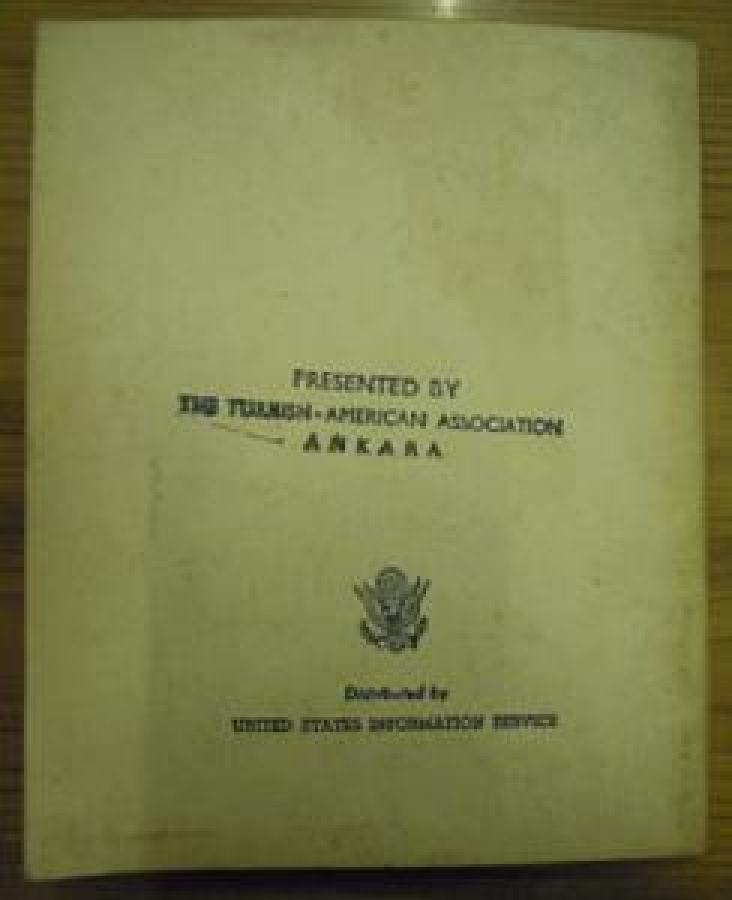 PRESENTED BY
THE TURKISH-AMERICAN ASSOCIATION
ANKARA
Distributed by
UNITED STATES INFORMATION SERVICE